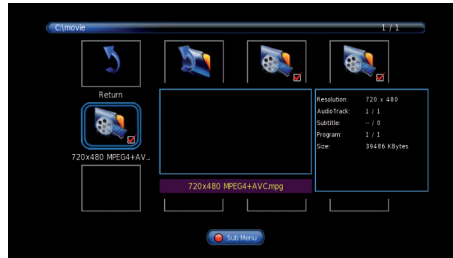 C:\movie
1 / 1
Return
720x480 MPEG4+AV...
720x480 MPEG4+AVC.mpg
Resolution: 720 x 480
AudioTrack: 1 / 1
Subtitle: -- / 0
Program: 1 / 1
Size: 39486 KBytes
Sub Menu